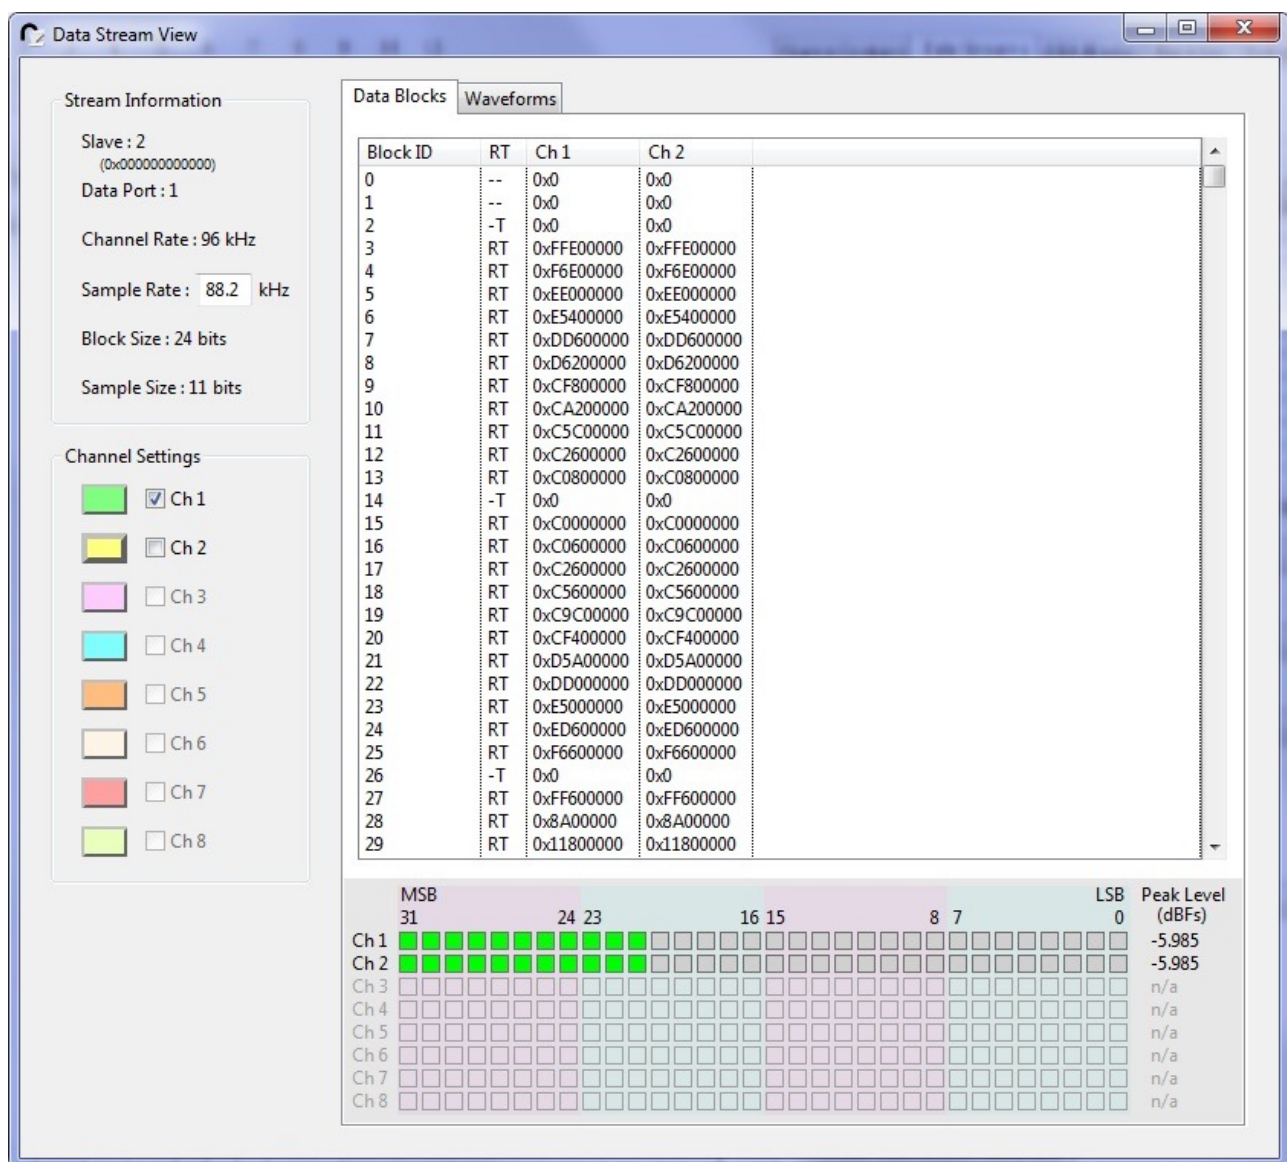 Data Stream View
Stream Information
Slave : 2
(0x000000000000)
Data Port : 1
Channel Rate : 96 kHz
Sample Rate : 88.2 kHz
Block Size : 24 bits
Sample Size : 11 bits
Channel Settings
Ch 1
Ch 2
Ch 3
Ch 4
Ch 5
Ch 6
Ch 7
Ch 8
Data Blocks Waveforms
Block ID RT Ch 1 Ch 2
0 -- 0x0 0x0
1 -- 0x0 0x0
2 -T 0x0 0x0
3 RT 0xFFE00000 0xFFE00000
4 RT 0xF6E00000 0xF6E00000
5 RT 0xEE000000 0xEE000000
6 RT 0xE5400000 0xE5400000
7 RT 0xDD600000 0xDD600000
8 RT 0xD6200000 0xD6200000
9 RT 0xCF800000 0xCF800000
10 RT 0xCA200000 0xCA200000
11 RT 0xC5C00000 0xC5C00000
12 RT 0xC2600000 0xC2600000
13 RT 0xC0800000 0xC0800000
14 -T 0x0 0x0
15 RT 0xC0000000 0xC0000000
16 RT 0xC0600000 0xC0600000
17 RT 0xC2600000 0xC2600000
18 RT 0xC5600000 0xC5600000
19 RT 0xC9C00000 0xC9C00000
20 RT 0xCF400000 0xCF400000
21 RT 0xD5A00000 0xD5A00000
22 RT 0xDD000000 0xDD000000
23 RT 0xE5000000 0xE5000000
24 RT 0xED600000 0xED600000
25 RT 0xF6600000 0xF6600000
26 -T 0x0 0x0
27 RT 0xFF600000 0xFF600000
28 RT 0x8A00000 0x8A00000
29 RT 0x11800000 0x11800000
MSB LSB Peak Level
31 24 23 16 15 8 7 0 (dBFs)
Ch 1 -5.985
Ch 2 -5.985
Ch 3 n/a
Ch 4 n/a
Ch 5 n/a
Ch 6 n/a
Ch 7 n/a
Ch 8 n/a